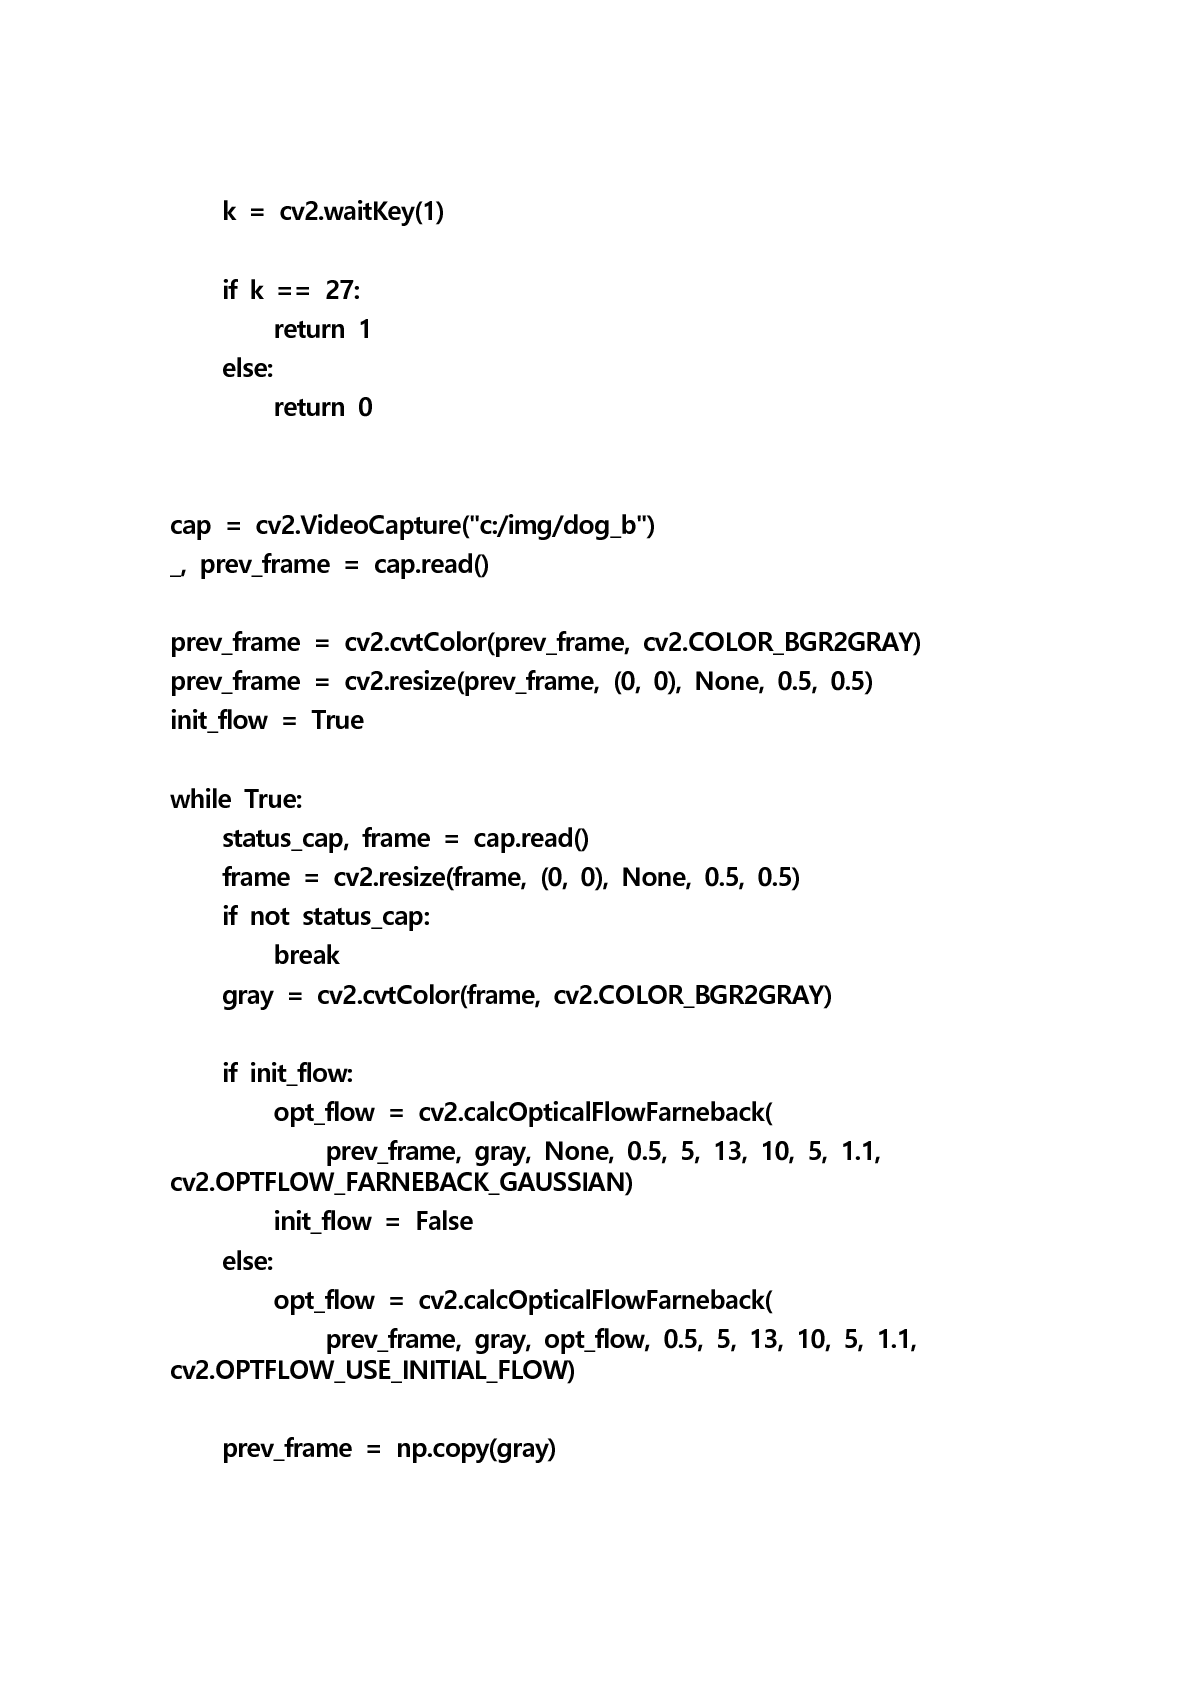 k = cv2.waitKey(1)
if k == 27:
return 1
else:
return 0
cap = cv2.VideoCapture("c:/img/dog_b")
_, prev_frame = cap.read()
prev_frame = cv2.cvtColor(prev_frame, cv2.COLOR_BGR2GRAY)
prev_frame = cv2.resize(prev_frame, (0, 0), None, 0.5, 0.5)
init_flow = True
while True:
status_cap, frame = cap.read()
frame = cv2.resize(frame, (0, 0), None, 0.5, 0.5)
if not status_cap:
break
gray = cv2.cvtColor(frame, cv2.COLOR_BGR2GRAY)
if init_flow:
opt_flow = cv2.calcOpticalFlowFarneback(
prev_frame, gray, None, 0.5, 5, 13, 10, 5, 1.1,
cv2.OPTFLOW_FARNEBACK_GAUSSIAN)
init_flow = False
else:
opt_flow = cv2.calcOpticalFlowFarneback(
prev_frame, gray, opt_flow, 0.5, 5, 13, 10, 5, 1.1,
cv2.OPTFLOW_USE_INITIAL_FLOW)
prev_frame = np.copy(gray)